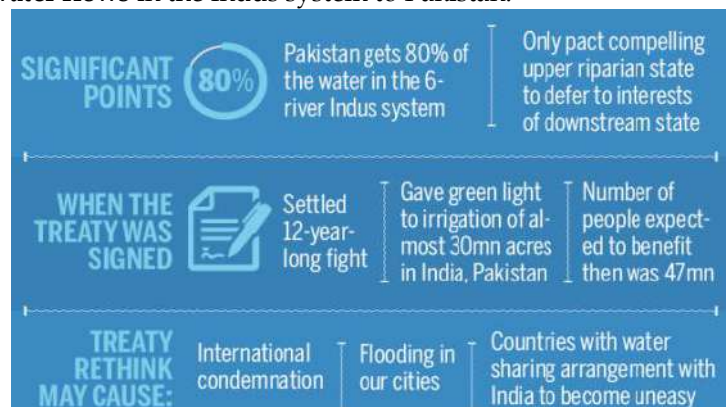 water flows in the Indus system to Pakistan.
SIGNIFICANT
POINTS
80%
Pakistan gets 80% of
the water in the 6-
river Indus system
Only pact compelling
upper riparian state
to defer to interests
of downstream state
WHEN THE
TREATY WAS
SIGNED
Settled
12-year-
long fight
Gave green light
to irrigation of al-
most 30mn acres
in India, Pakistan
Number of
people expect-
ed to benefit
then was 47mn
TREATY
RETHINK
MAY CAUSE:
International
condemnation
Flooding in
our cities
Countries with water
sharing arrangement with
India to become uneasy